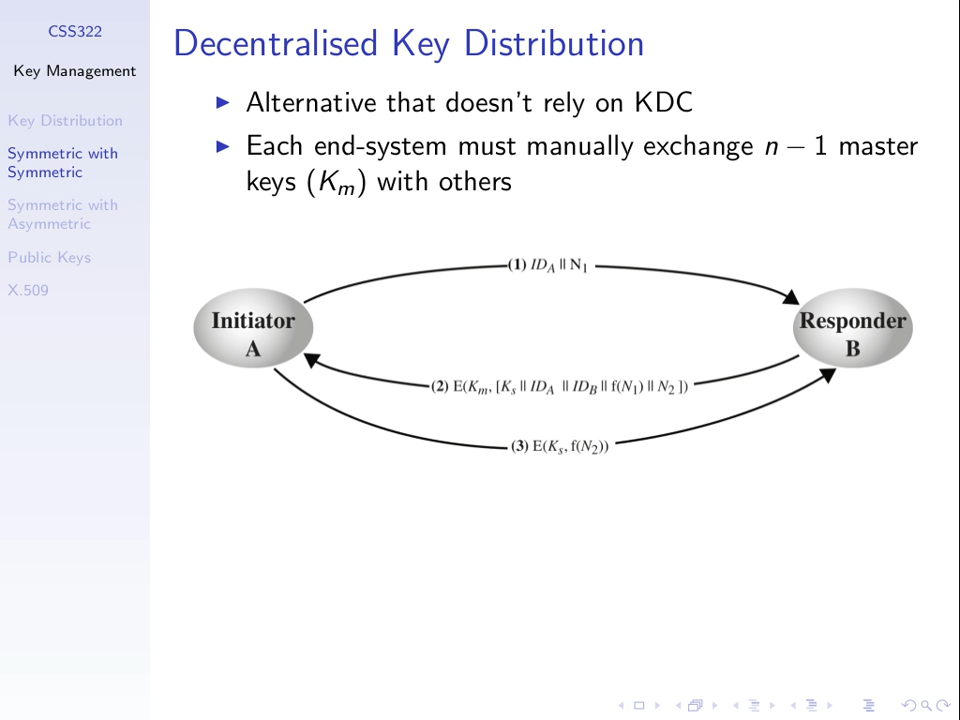 CSS322
Key Management
Key Distribution
Symmetric with
Symmetric
Symmetric with
Asymmetric
Public Keys
X.509
Decentralised Key Distribution
Alternative that doesn't rely on KDC
Each end-system must manually exchange n − 1 master
keys (Km) with others
(1) IDA || N1
Initiator
A
Responder
B
(2) E(Km, [Ks || IDA || IDB || f(N1) || N2 ])
(3) E(Ks, f(N2))